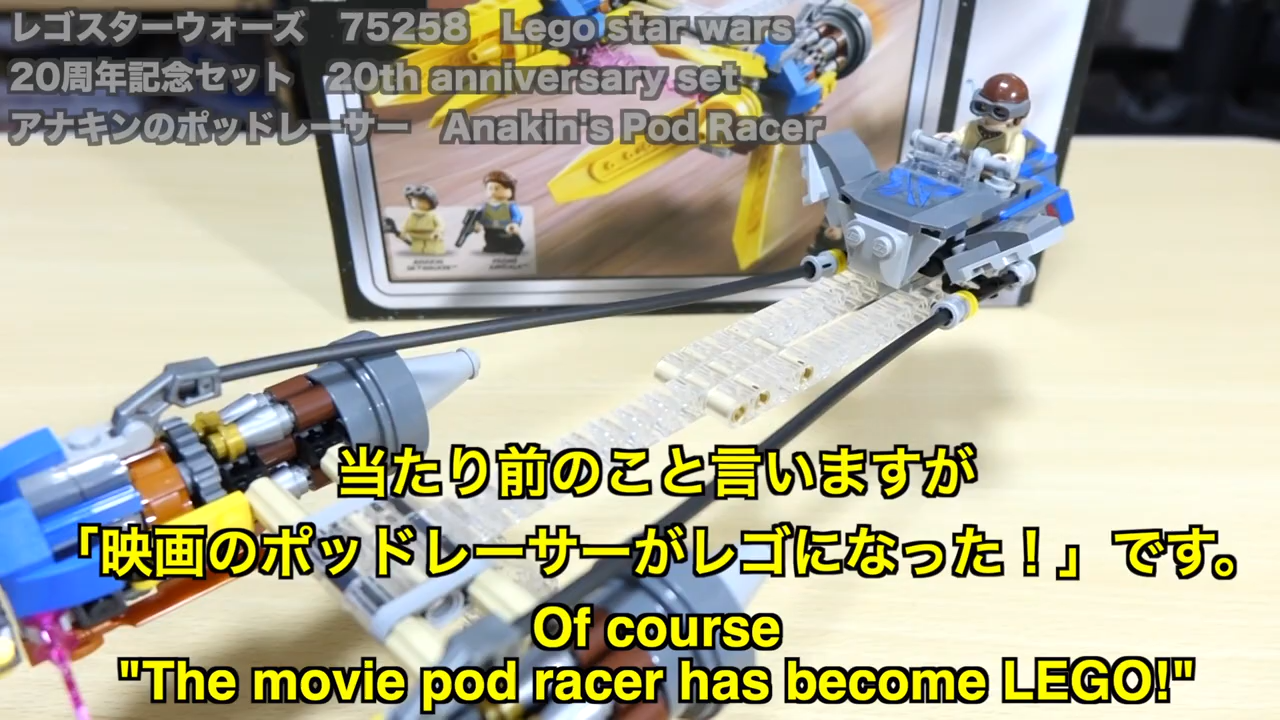 レゴスターウォーズ　75258　Lego star wars
20周年記念セット　20th anniversary set
アナキンのポッドレーサー　Anakin's Pod Racer
ANAKIN SKYWALKER™
PADMÉ AMIDALA™
当たり前のこと言いますが
「映画のポッドレーサーがレゴになった！」です。
Of course
"The movie pod racer has become LEGO!"